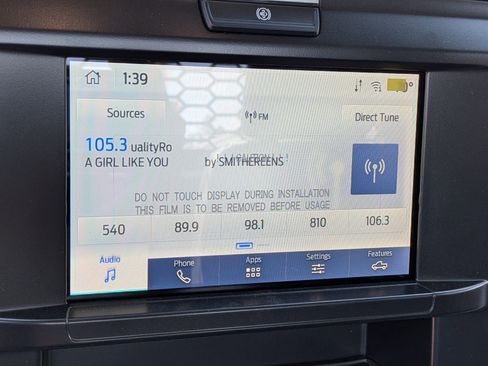 1:39
Sources
FM
Direct Tune
105.3 ualityRo
A GIRL LIKE YOU by SMITHEREENS
! CAUTION !
DO NOT TOUCH DISPLAY DURING INSTALLATION
THIS FILM IS TO BE REMOVED BEFORE USAGE
540 89.9 98.1 810 106.3
Audio Phone Apps Settings Features